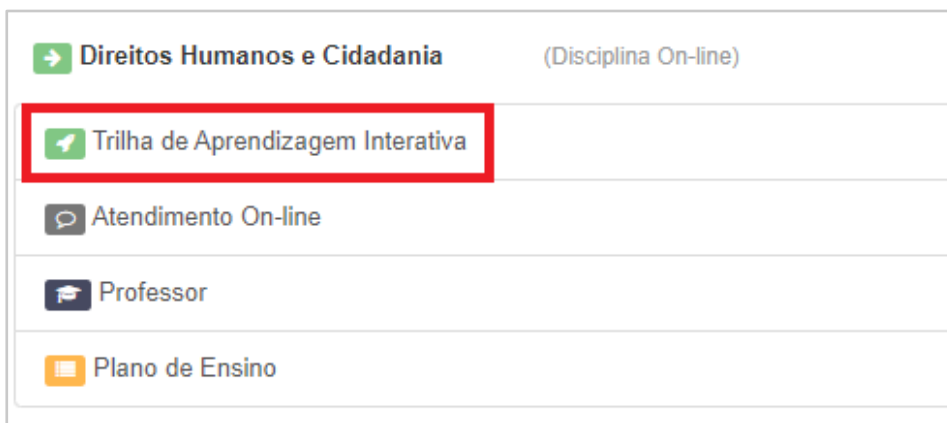 Direitos Humanos e Cidadania (Disciplina On-line)
Trilha de Aprendizagem Interativa
Atendimento On-line
Professor
Plano de Ensino